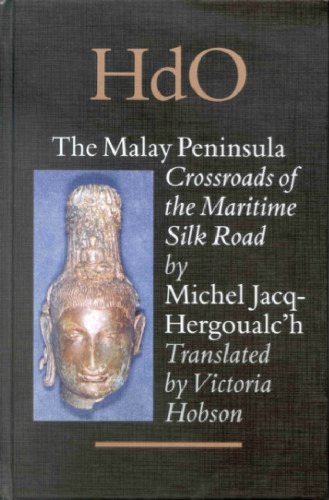 HdO
The Malay Peninsula
Crossroads of
the Maritime
Silk Road
by
Michel Jacq-
Hergoualc'h
Translated
by Victoria
Hobson